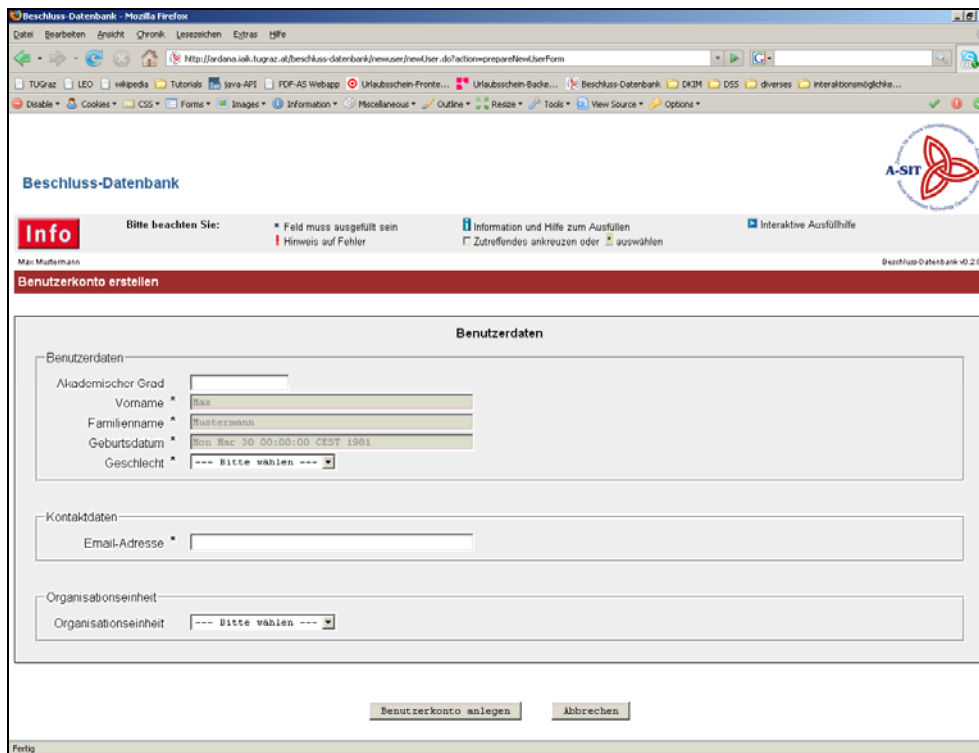 Beschluss-Datenbank - Mozilla Firefox
Datei Bearbeiten Ansicht Chronik Lesezeichen Extras Hilfe
http://ardana.iaik.tugraz.at/beschluss-datenbank/newuser/newUser.do?action=prepareNewUserForm
TUGraz LEO wikipedia Tutorials Java-API PDF-AS Webapp Urlaubsschein-Fronte... Urlaubsschein-Backe... Beschluss-Datenbank DKIM DSS diverses Interaktionsmöglichke...
Disable Cookies CSS Forms Images Information Miscellaneous Outline Resize Tools View Source Options
A-SIT
Beschluss-Datenbank
Info
Bitte beachten Sie:
* Feld muss ausgefüllt sein
! Hinweis auf Fehler
Information und Hilfe zum Ausfüllen
Zutreffendes ankreuzen oder auswählen
Interaktive Ausfüllhilfe
Max Mustermann
Beschluss-Datenbank v0.2.0
Benutzerkonto erstellen
Benutzerdaten
Benutzerdaten
Akademischer Grad
Vorname * Max
Familienname * Mustermann
Geburtsdatum * Mon Mar 30 00:00:00 CEST 1981
Geschlecht * --- Bitte wählen ---
Kontaktdaten
Email-Adresse *
Organisationseinheit
Organisationseinheit --- Bitte wählen ---
Benutzerkonto anlegen Abbrechen
Fertig